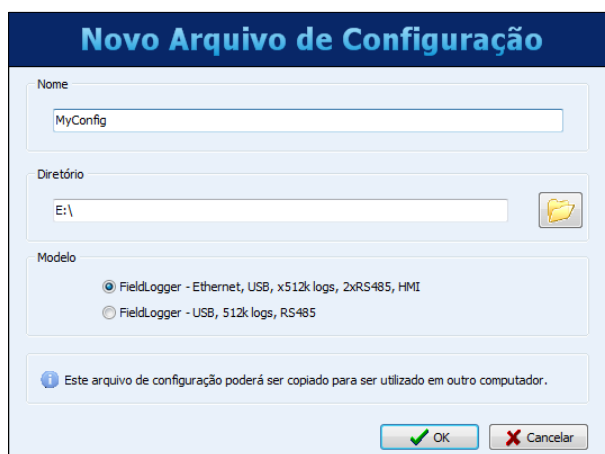 Novo Arquivo de Configuração
Nome
MyConfig
Diretório
E:\
Modelo
FieldLogger - Ethernet, USB, x512k logs, 2xRS485, HMI
FieldLogger - USB, 512k logs, RS485
Este arquivo de configuração poderá ser copiado para ser utilizado em outro computador.
OK Cancelar